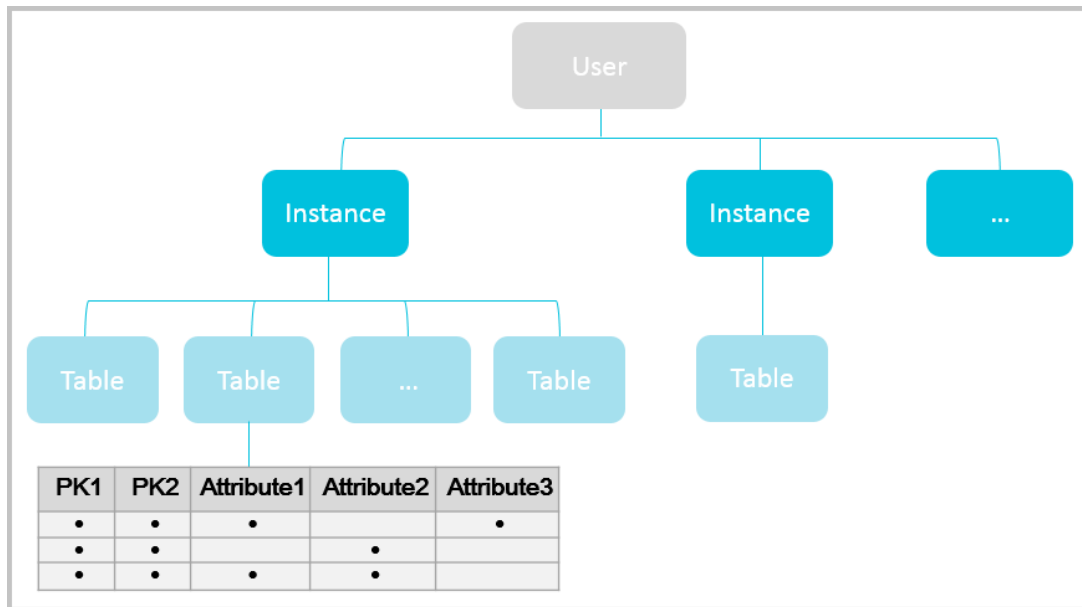 User
Instance Instance ...
Table Table ... Table Table
PK1 PK2 Attribute1 Attribute2 Attribute3
• • • •
• • •
• • • •